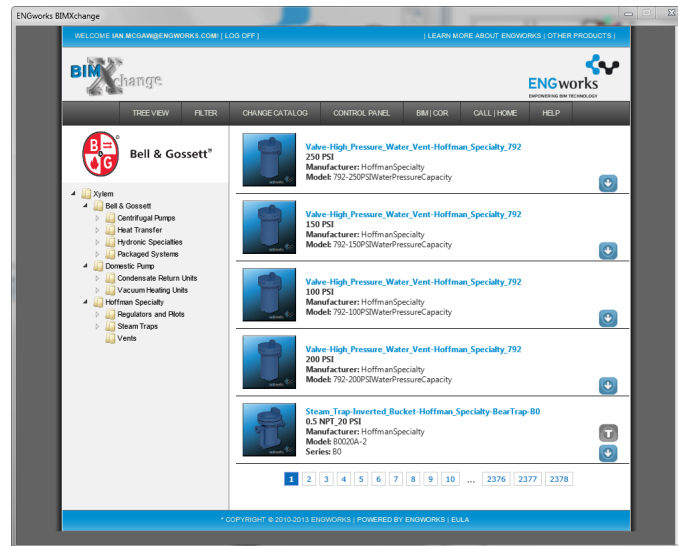 ENGworks BIMXchange
WELCOME IAN.MCGAW@ENGWORKS.COM! [ LOG OFF ]
| LEARN MORE ABOUT ENGWORKS | OTHER PRODUCTS |
BIMXchange
ENGworks
EMPOWERING BIM TECHNOLOGY
TREE VIEW FILTER CHANGE CATALOG CONTROL PANEL BIM | COR CALL | HOME HELP
B & G
Bell & Gossett®
Xylem
Bell & Gossett
Centrifugal Pumps
Heat Transfer
Hydronic Specialties
Packaged Systems
Domestic Pump
Condensate Return Units
Vacuum Heating Units
Hoffman Specialty
Regulators and Pilots
Steam Traps
Vents
Valve-High_Pressure_Water_Vent-Hoffman_Specialty_792
250 PSI
Manufacturer: HoffmanSpecialty
Model: 792-250PSIWaterPressureCapacity
Valve-High_Pressure_Water_Vent-Hoffman_Specialty_792
150 PSI
Manufacturer: HoffmanSpecialty
Model: 792-150PSIWaterPressureCapacity
Valve-High_Pressure_Water_Vent-Hoffman_Specialty_792
100 PSI
Manufacturer: HoffmanSpecialty
Model: 792-100PSIWaterPressureCapacity
Valve-High_Pressure_Water_Vent-Hoffman_Specialty_792
200 PSI
Manufacturer: HoffmanSpecialty
Model: 792-200PSIWaterPressureCapacity
Steam_Trap-Inverted_Bucket-Hoffman_Specialty-BearTrap-B0
0.5 NPT_20 PSI
Manufacturer: HoffmanSpecialty
Model: B0020A-2
Series: B0
T
1 2 3 4 5 6 7 8 9 10 ... 2376 2377 2378
* COPYRIGHT © 2010-2013 ENGWORKS | POWERED BY ENGWORKS | EULA